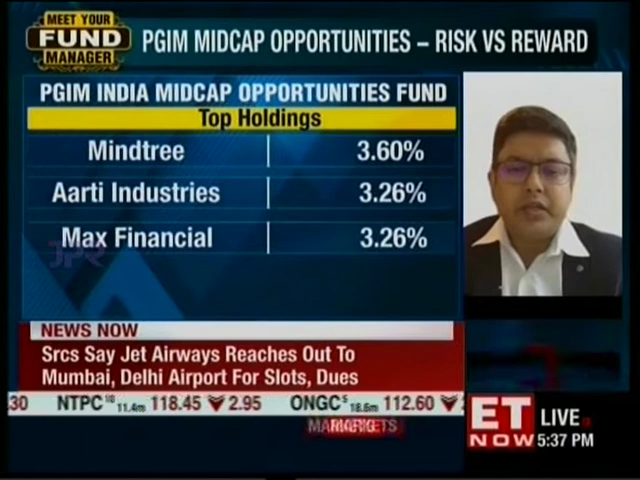 MEET YOUR
FUND
MANAGER
PGIM MIDCAP OPPORTUNITIES – RISK VS REWARD
PGIM INDIA MIDCAP OPPORTUNITIES FUND
Top Holdings
Mindtree 3.60%
Aarti Industries 3.26%
Max Financial 3.26%
JPR
NEWS NOW
Srcs Say Jet Airways Reaches Out To
Mumbai, Delhi Airport For Slots, Dues
.30 NTPC 11.4m 118.45 2.95 ONGC 18.6m 112.60
MARKETS
ET
NOW
LIVE
5:37 PM